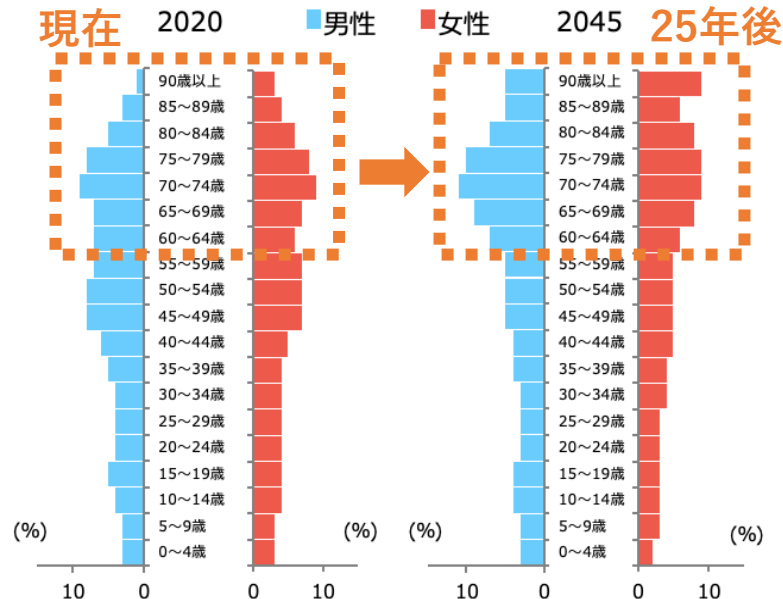 現在 2020 男性 女性 2045 25年後
90歳以上 90歳以上
85～89歳 85～89歳
80～84歳 80～84歳
75～79歳 75～79歳
70～74歳 70～74歳
65～69歳 65～69歳
60～64歳 60～64歳
55～59歳 55～59歳
50～54歳 50～54歳
45～49歳 45～49歳
40～44歳 40～44歳
35～39歳 35～39歳
30～34歳 30～34歳
25～29歳 25～29歳
20～24歳 20～24歳
15～19歳 15～19歳
10～14歳 10～14歳
(%) 5～9歳 (%) (%) 5～9歳 (%)
0～4歳 0～4歳
10 0 0 10 10 0 0 10